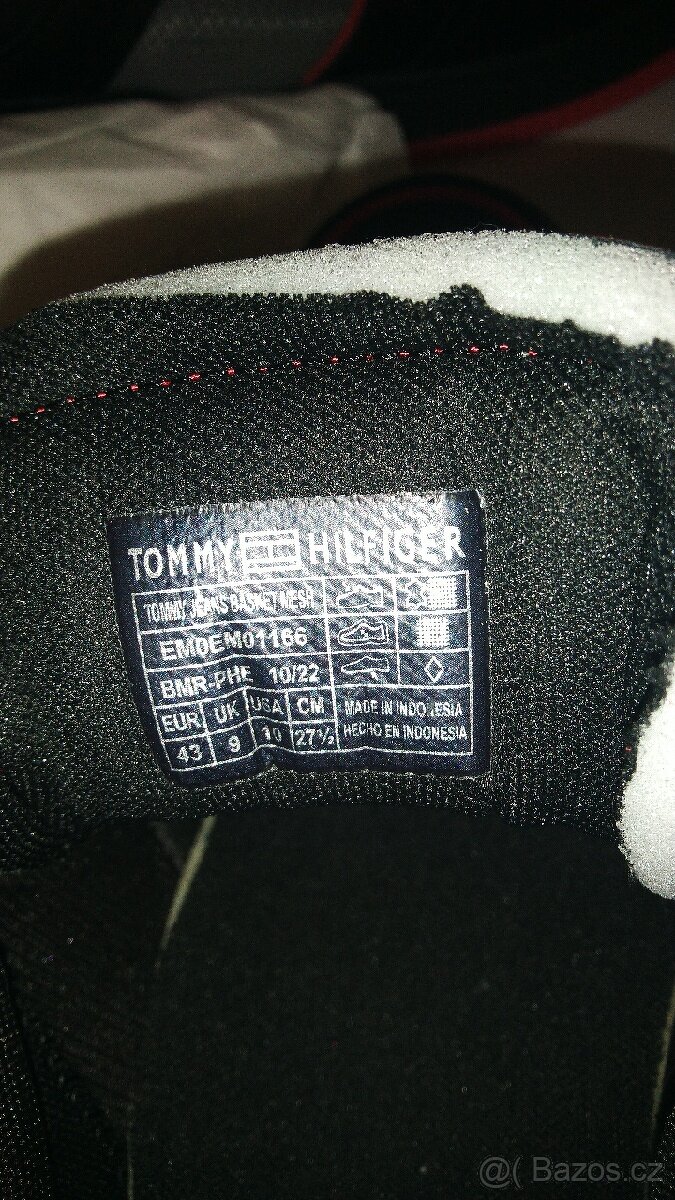 TOMMY HILFIGER
TOMMY JEANS BASKET MESH
EM0EM01166
BMR-PHE 10/22
EUR UK USA CM
43 9 10 27½
MADE IN INDONESIA
HECHO EN INDONESIA
@( Bazos.cz